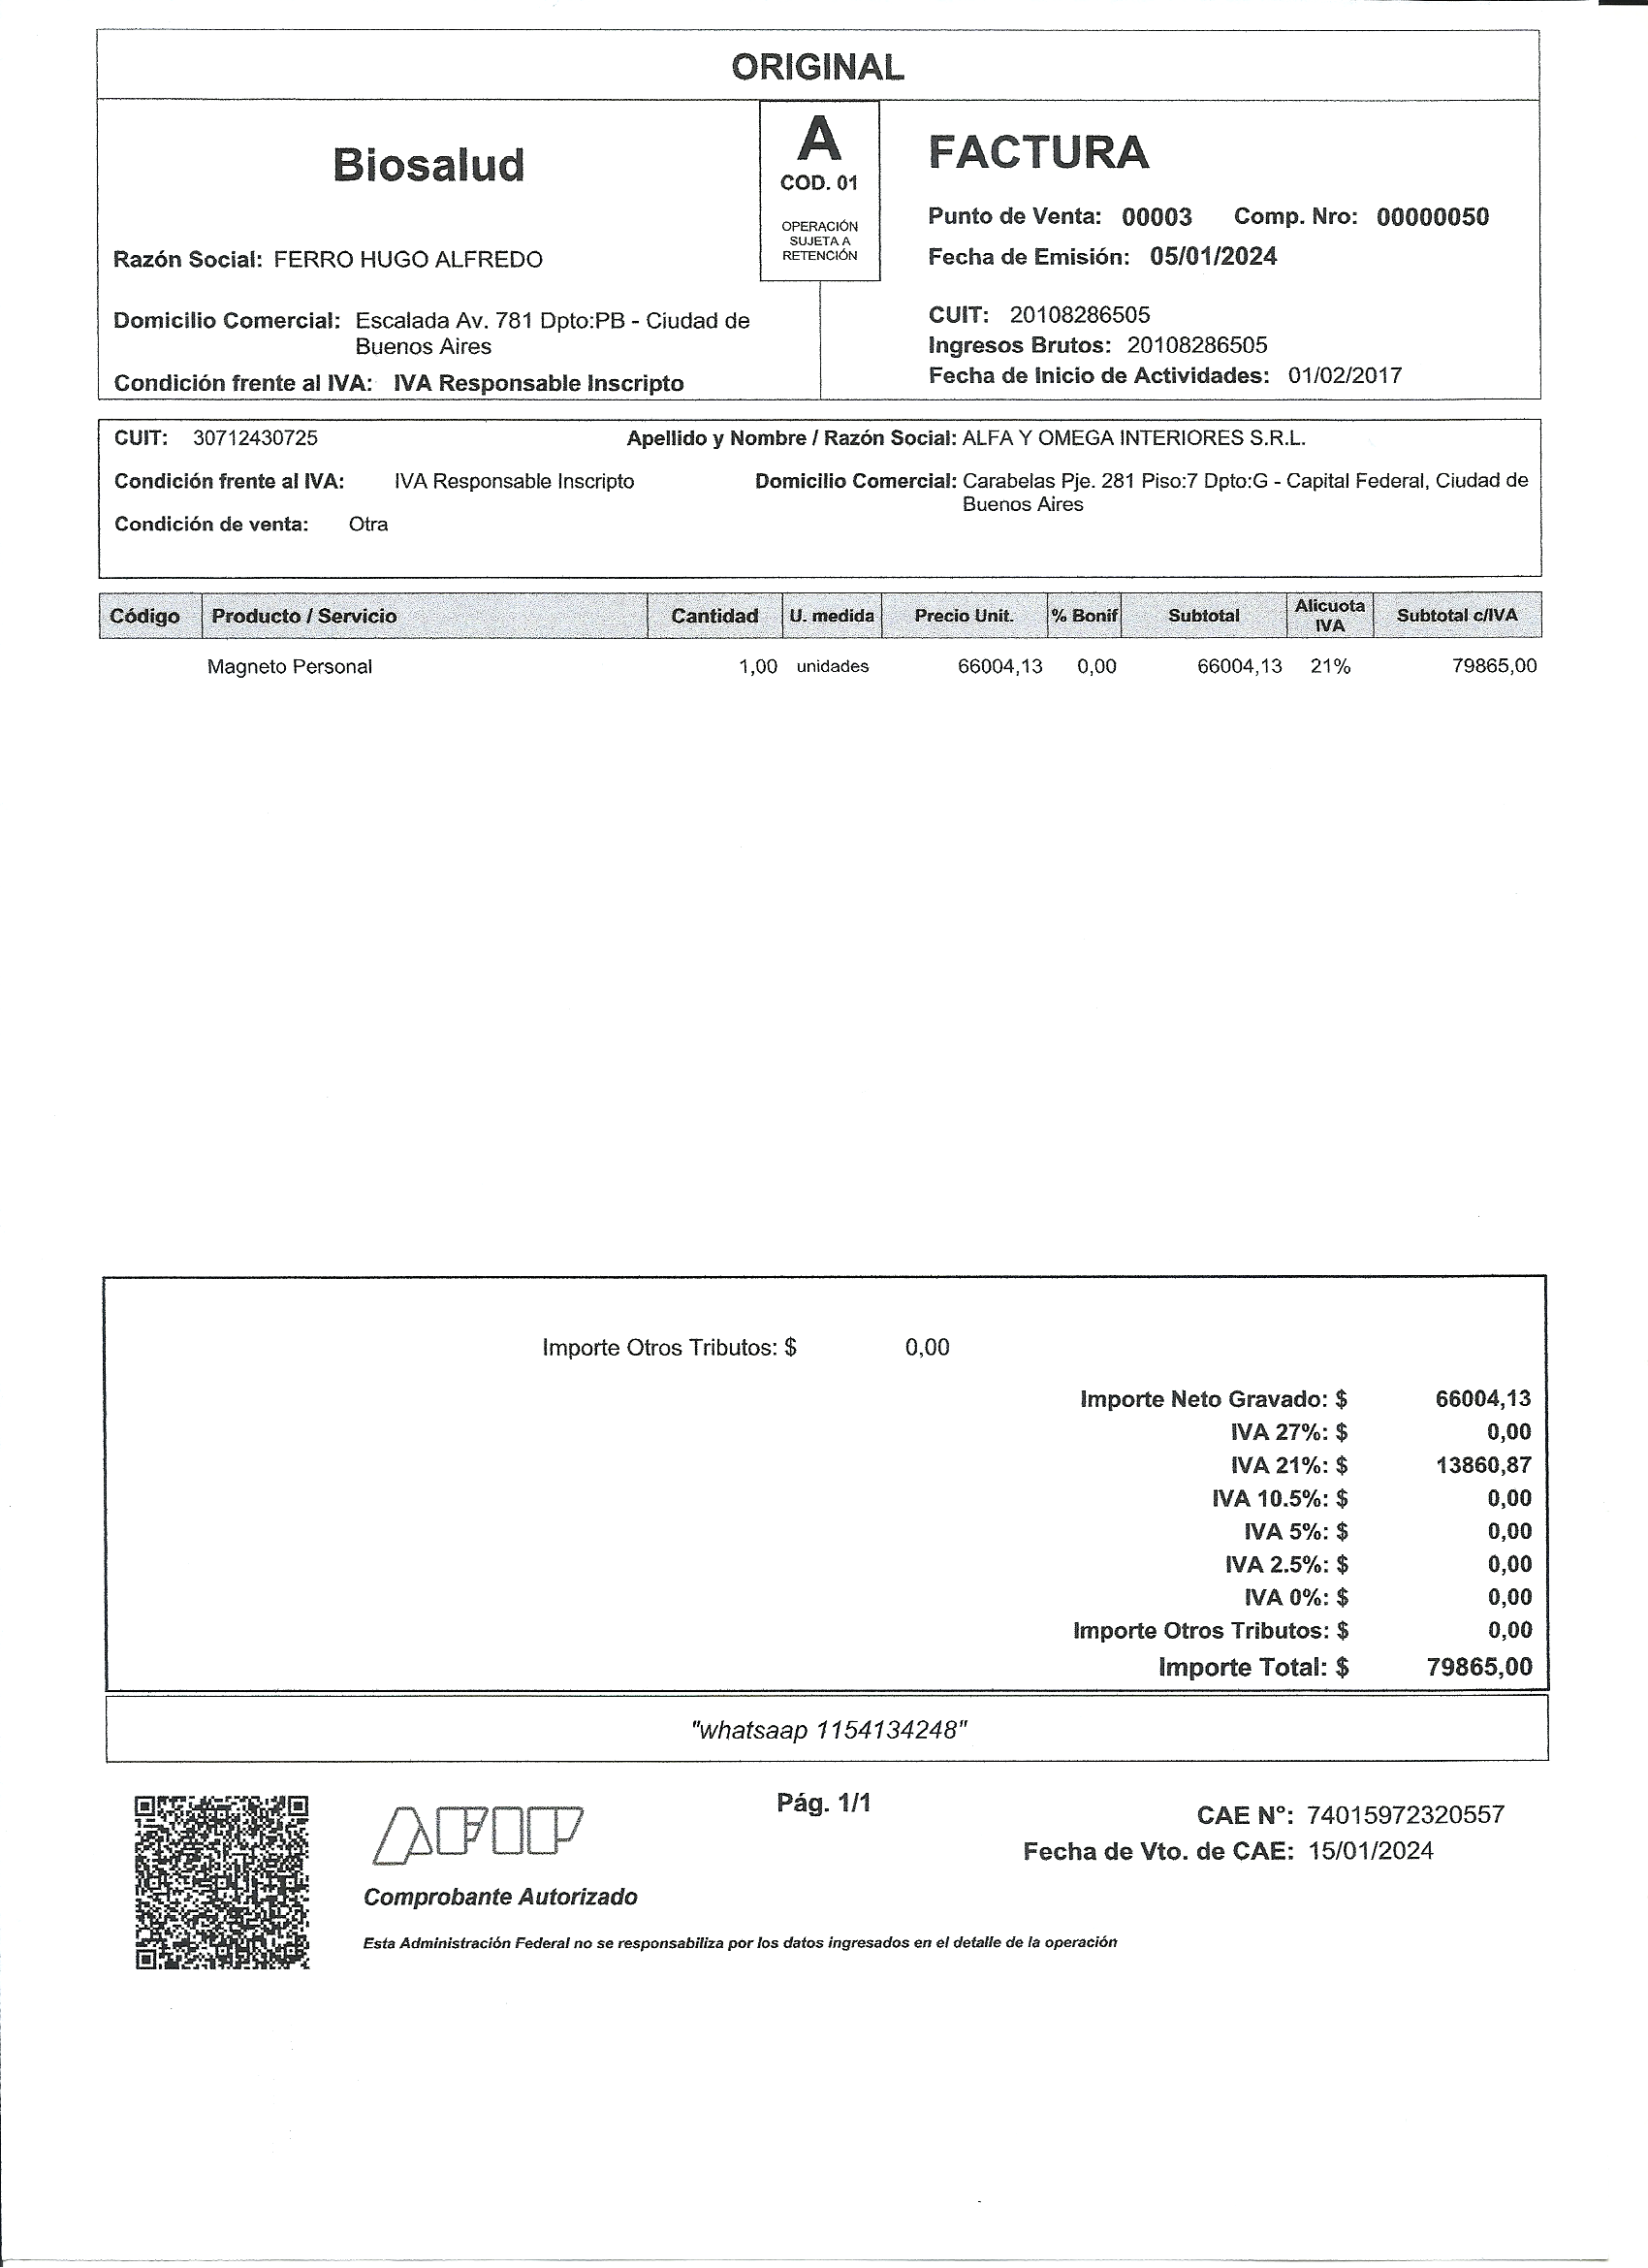 ORIGINAL
Biosalud
A
COD. 01
OPERACIÓN
SUJETA A
RETENCIÓN
FACTURA
Punto de Venta: 00003 Comp. Nro: 00000050
Fecha de Emisión: 05/01/2024
Razón Social: FERRO HUGO ALFREDO
Domicilio Comercial: Escalada Av. 781 Dpto:PB - Ciudad de
Buenos Aires
Condición frente al IVA: IVA Responsable Inscripto
CUIT: 20108286505
Ingresos Brutos: 20108286505
Fecha de Inicio de Actividades: 01/02/2017
CUIT: 30712430725 Apellido y Nombre / Razón Social: ALFA Y OMEGA INTERIORES S.R.L.
Condición frente al IVA: IVA Responsable Inscripto Domicilio Comercial: Carabelas Pje. 281 Piso:7 Dpto:G - Capital Federal, Ciudad de
Buenos Aires
Condición de venta: Otra
Código Producto / Servicio Cantidad U. medida Precio Unit. % Bonif Subtotal Alicuota IVA Subtotal c/IVA
Magneto Personal 1,00 unidades 66004,13 0,00 66004,13 21% 79865,00
Importe Otros Tributos: $ 0,00
Importe Neto Gravado: $ 66004,13
IVA 27%: $ 0,00
IVA 21%: $ 13860,87
IVA 10.5%: $ 0,00
IVA 5%: $ 0,00
IVA 2.5%: $ 0,00
IVA 0%: $ 0,00
Importe Otros Tributos: $ 0,00
Importe Total: $ 79865,00
"whatsaap 1154134248"
AFIP
Pág. 1/1
CAE N°: 74015972320557
Fecha de Vto. de CAE: 15/01/2024
Comprobante Autorizado
Esta Administración Federal no se responsabiliza por los datos ingresados en el detalle de la operación